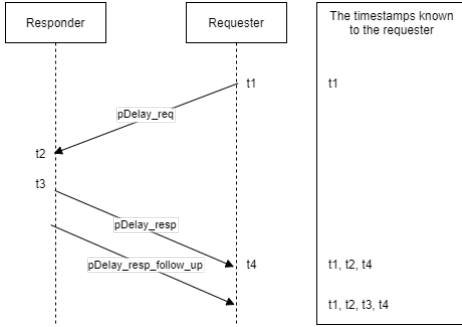 Responder
Requester
The timestamps known
to the requester
t1
t1
pDelay_req
t2
t3
pDelay_resp
pDelay_resp_follow_up
t4
t1, t2, t4
t1, t2, t3, t4